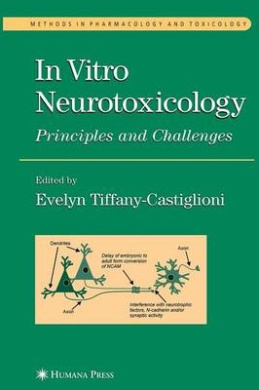 METHODS IN PHARMACOLOGY AND TOXICOLOGY
In Vitro
Neurotoxicology
Principles and Challenges
Edited by
Evelyn Tiffany-Castiglioni
Dendrites
Delay of embryonic to
adult form conversion
of NCAM
Axon
Axon
Interference with neurotrophic
factors, N-cadherin and/or
synaptic activity
HUMANA PRESS